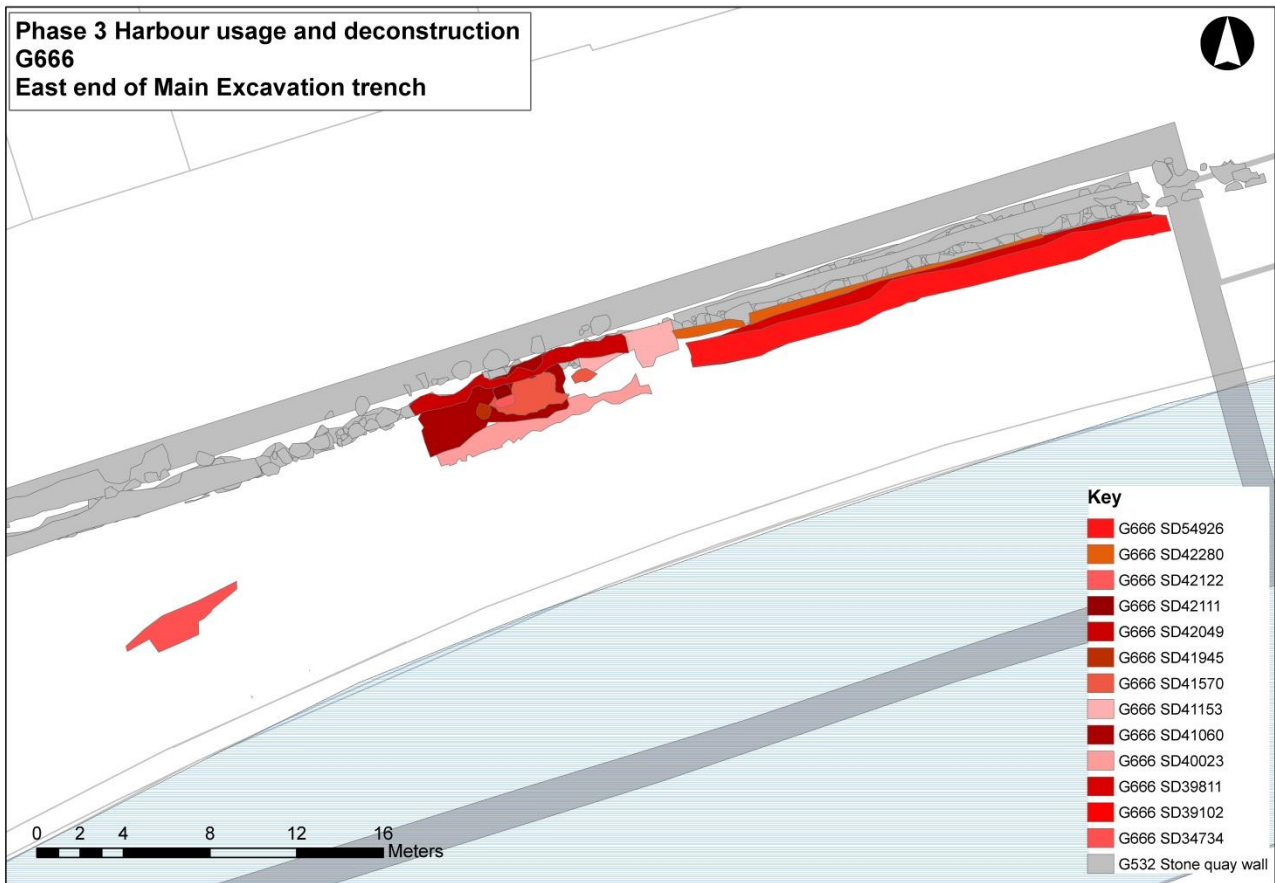 Phase 3 Harbour usage and deconstruction
G666
East end of Main Excavation trench
Key
G666 SD54926
G666 SD42280
G666 SD42122
G666 SD42111
G666 SD42049
G666 SD41945
G666 SD41570
G666 SD41153
G666 SD41060
G666 SD40023
G666 SD39811
G666 SD39102
G666 SD34734
G532 Stone quay wall
0 2 4 8 12 16
Meters